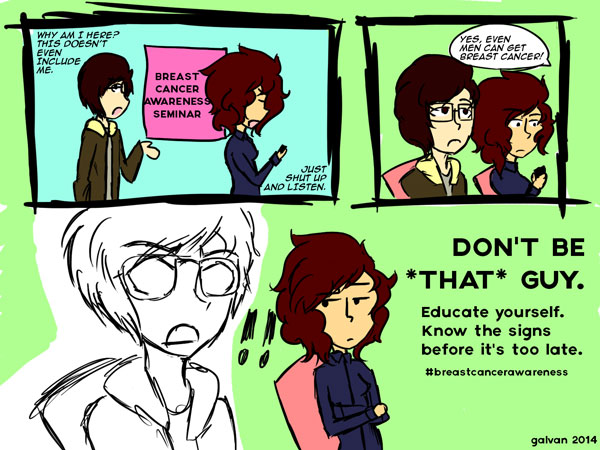 WHY AM I HERE?
THIS DOESN'T
EVEN
INCLUDE
ME.
BREAST
CANCER
AWARENESS
SEMINAR
JUST
SHUT UP
AND LISTEN.
YES, EVEN
MEN CAN GET
BREAST CANCER!
!!
DON'T BE
*THAT* GUY.
Educate yourself.
Know the signs
before it's too late.
#breastcancerawareness
galvan 2014